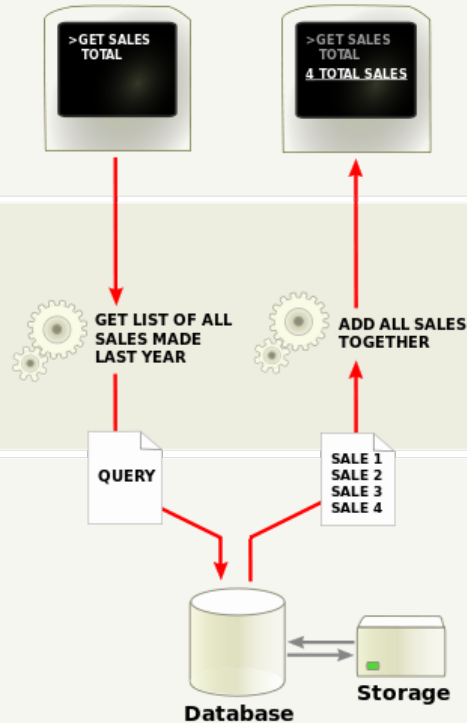 >GET SALES
TOTAL
>GET SALES
TOTAL
4 TOTAL SALES
GET LIST OF ALL
SALES MADE
LAST YEAR
ADD ALL SALES
TOGETHER
QUERY
SALE 1
SALE 2
SALE 3
SALE 4
Database
Storage